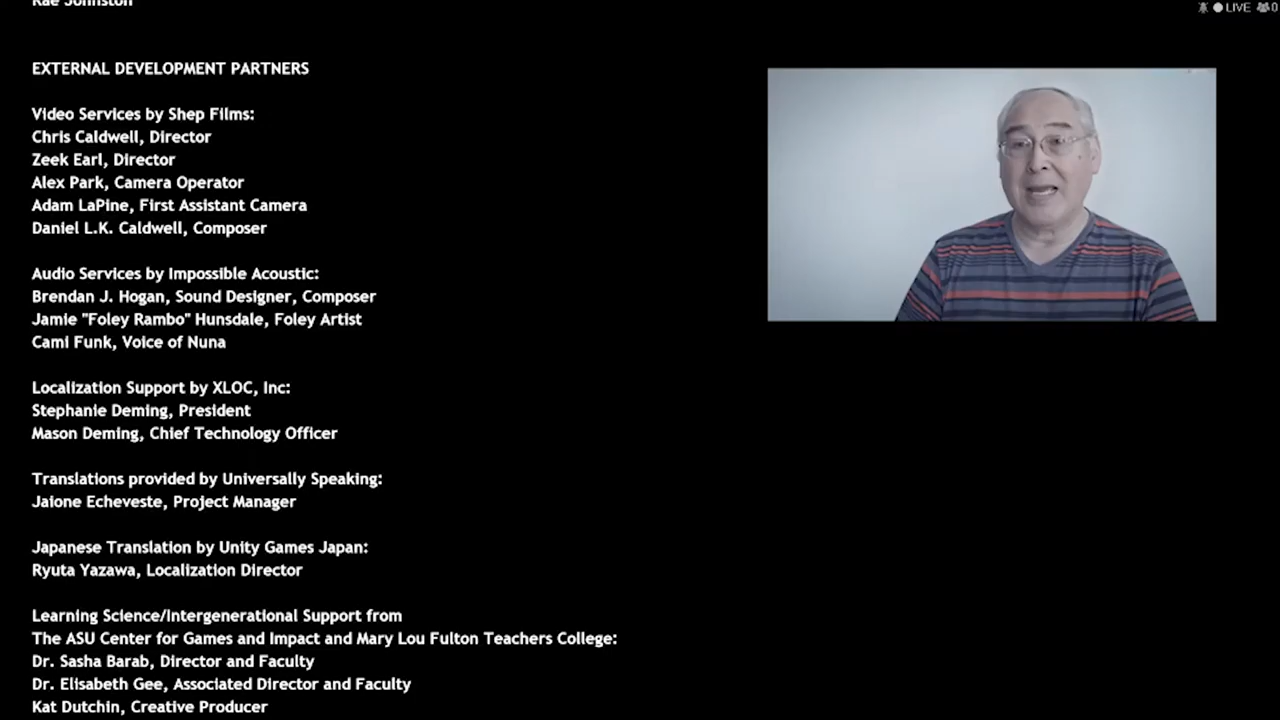 Rae Johnston
LIVE 0
EXTERNAL DEVELOPMENT PARTNERS
Video Services by Shep Films:
Chris Caldwell, Director
Zeek Earl, Director
Alex Park, Camera Operator
Adam LaPine, First Assistant Camera
Daniel L.K. Caldwell, Composer
Audio Services by Impossible Acoustic:
Brendan J. Hogan, Sound Designer, Composer
Jamie "Foley Rambo" Hunsdale, Foley Artist
Cami Funk, Voice of Nuna
Localization Support by XLOC, Inc:
Stephanie Deming, President
Mason Deming, Chief Technology Officer
Translations provided by Universally Speaking:
Jaione Echeveste, Project Manager
Japanese Translation by Unity Games Japan:
Ryuta Yazawa, Localization Director
Learning Science/Intergenerational Support from
The ASU Center for Games and Impact and Mary Lou Fulton Teachers College:
Dr. Sasha Barab, Director and Faculty
Dr. Elisabeth Gee, Associated Director and Faculty
Kat Dutchin, Creative Producer